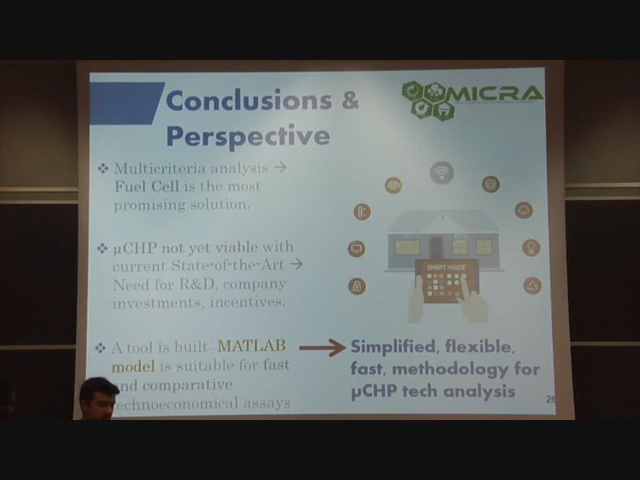 Conclusions &
Perspective
MICRA
❖ Multicriteria analysis →
Fuel Cell is the most
promising solution.
❖ µCHP not yet viable with
current State-of-the-Art →
Need for R&D, company
investments, incentives.
❖ A tool is built: MATLAB
model is suitable for fast
and comparative
technoeconomical assays
SMART HOUSE
Simplified, flexible,
fast, methodology for
µCHP tech analysis